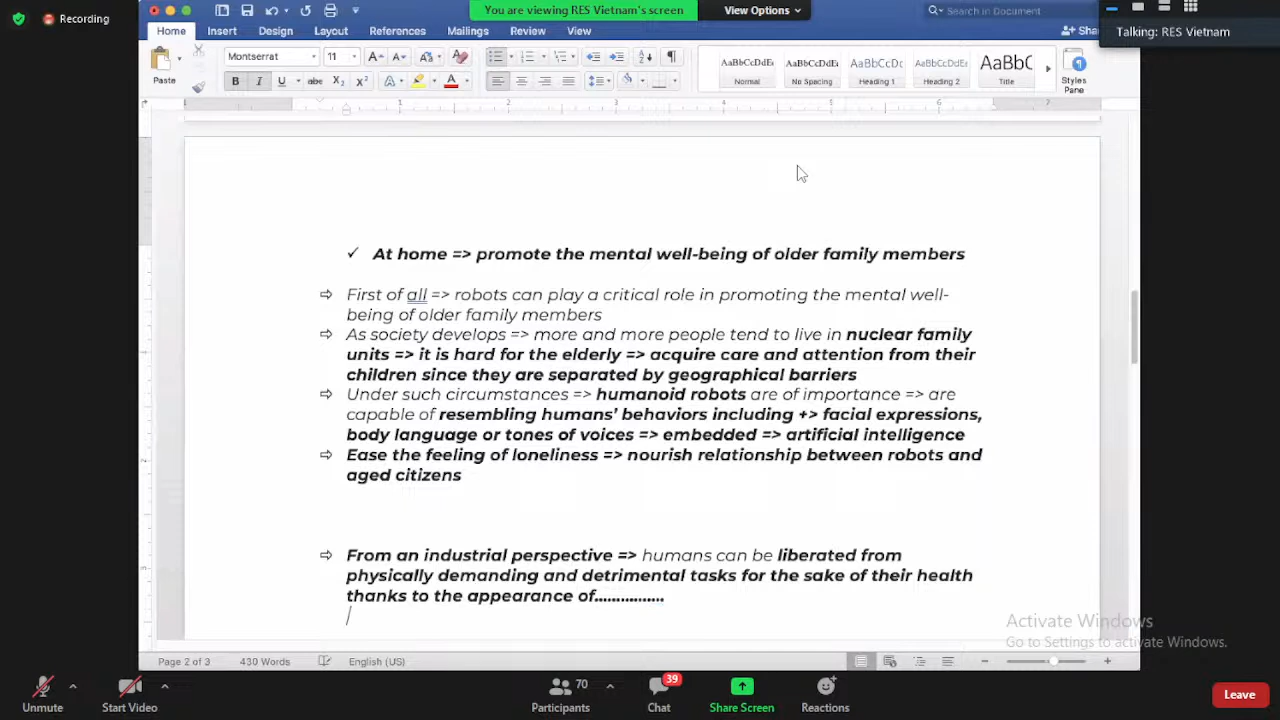 Recording
You are viewing RES Vietnam's screen
View Options
Search in Document
Talking: RES Vietnam
Home
Insert
Design
Layout
References
Mailings
Review
View
Paste
Montserrat
11
AaBbCcDdEe
Normal
AaBbCcDdEe
No Spacing
AaBbCcDc
Heading 1
AaBbCcDdEe
Heading 2
AaBbC
Title
Styles
Pane
✓ At home => promote the mental well-being of older family members
⇨ First of all => robots can play a critical role in promoting the mental well-
being of older family members
⇨ As society develops => more and more people tend to live in nuclear family
units => it is hard for the elderly => acquire care and attention from their
children since they are separated by geographical barriers
⇨ Under such circumstances => humanoid robots are of importance => are
capable of resembling humans' behaviors including +> facial expressions,
body language or tones of voices => embedded => artificial intelligence
⇨ Ease the feeling of loneliness => nourish relationship between robots and
aged citizens
⇨ From an industrial perspective => humans can be liberated from
physically demanding and detrimental tasks for the sake of their health
thanks to the appearance of................
Activate Windows
Go to Settings to activate Windows.
Page 2 of 3
430 Words
English (US)
Unmute
Start Video
70
Participants
39
Chat
Share Screen
Reactions
Leave